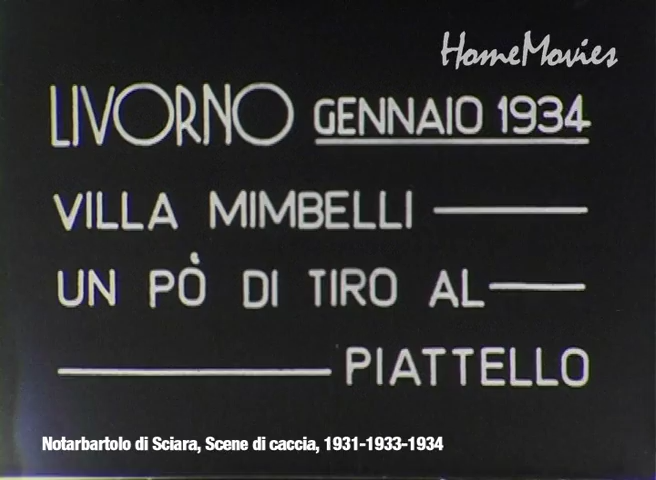 HomeMovies
LIVORNO GENNAIO 1934
VILLA MIMBELLI
UN PÒ DI TIRO AL
PIATTELLO
Notarbartolo di Sciara, Scene di caccia, 1931-1933-1934